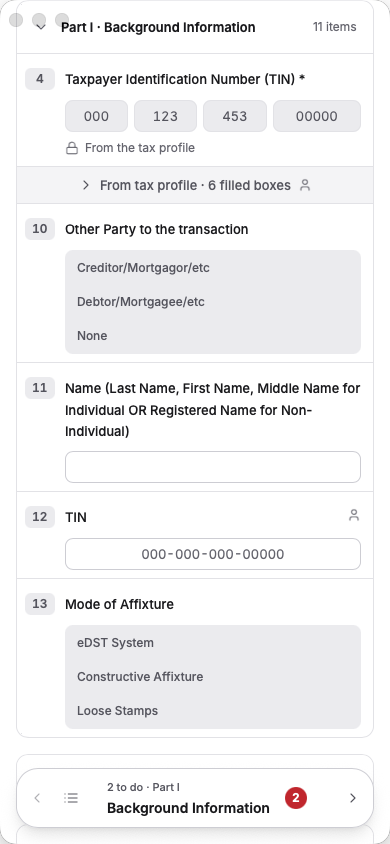 Part I · Background Information
11 items
4
Taxpayer Identification Number (TIN) *
000 123 453 00000
From the tax profile
From tax profile · 6 filled boxes
10
Other Party to the transaction
Creditor/Mortgagor/etc
Debtor/Mortgagee/etc
None
11
Name (Last Name, First Name, Middle Name for
Individual OR Registered Name for Non-
Individual)
12
TIN
000-000-000-00000
13
Mode of Affixture
eDST System
Constructive Affixture
Loose Stamps
2 to do · Part I
Background Information
2